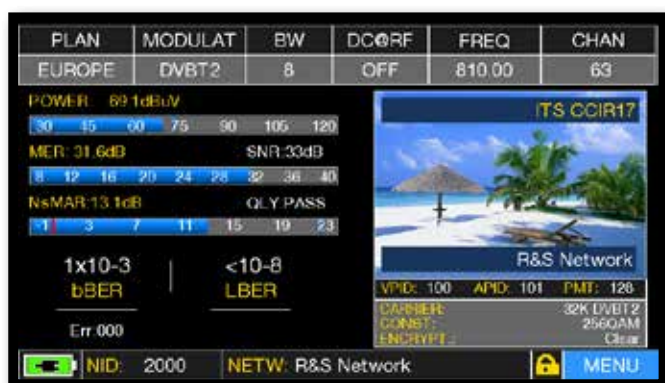 PLAN MODULAT BW DC@RF FREQ CHAN
EUROPE DVBT2 8 OFF 810.00 63
POWER: 69.1dBuV
30 45 60 75 90 105 120
MER: 31.6dB SNR:33dB
8 12 16 20 24 28 32 36 40
NsMAR:13.1dB QLY:PASS
-1 3 7 11 15 19 23
1x10-3 <10-8
bBER LBER
Err:000
ITS CCIR17
R&S Network
VPID: 100 APID: 101 PMT: 128
CARRIER: 32K DVBT2
CONST: 256QAM
ENCRYPT.: Clear
NID: 2000 NETW: R&S Network MENU